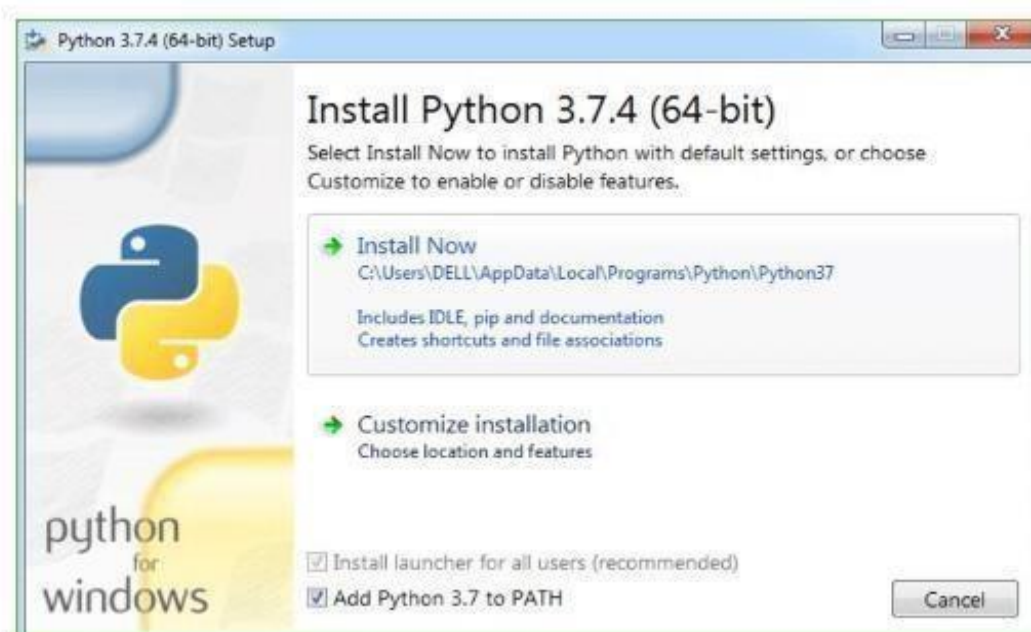 Python 3.7.4 (64-bit) Setup
Install Python 3.7.4 (64-bit)
Select Install Now to install Python with default settings, or choose
Customize to enable or disable features.
Install Now
C:\Users\DELL\AppData\Local\Programs\Python\Python37
Includes IDLE, pip and documentation
Creates shortcuts and file associations
Customize installation
Choose location and features
python
for
windows
Install launcher for all users (recommended)
Add Python 3.7 to PATH
Cancel